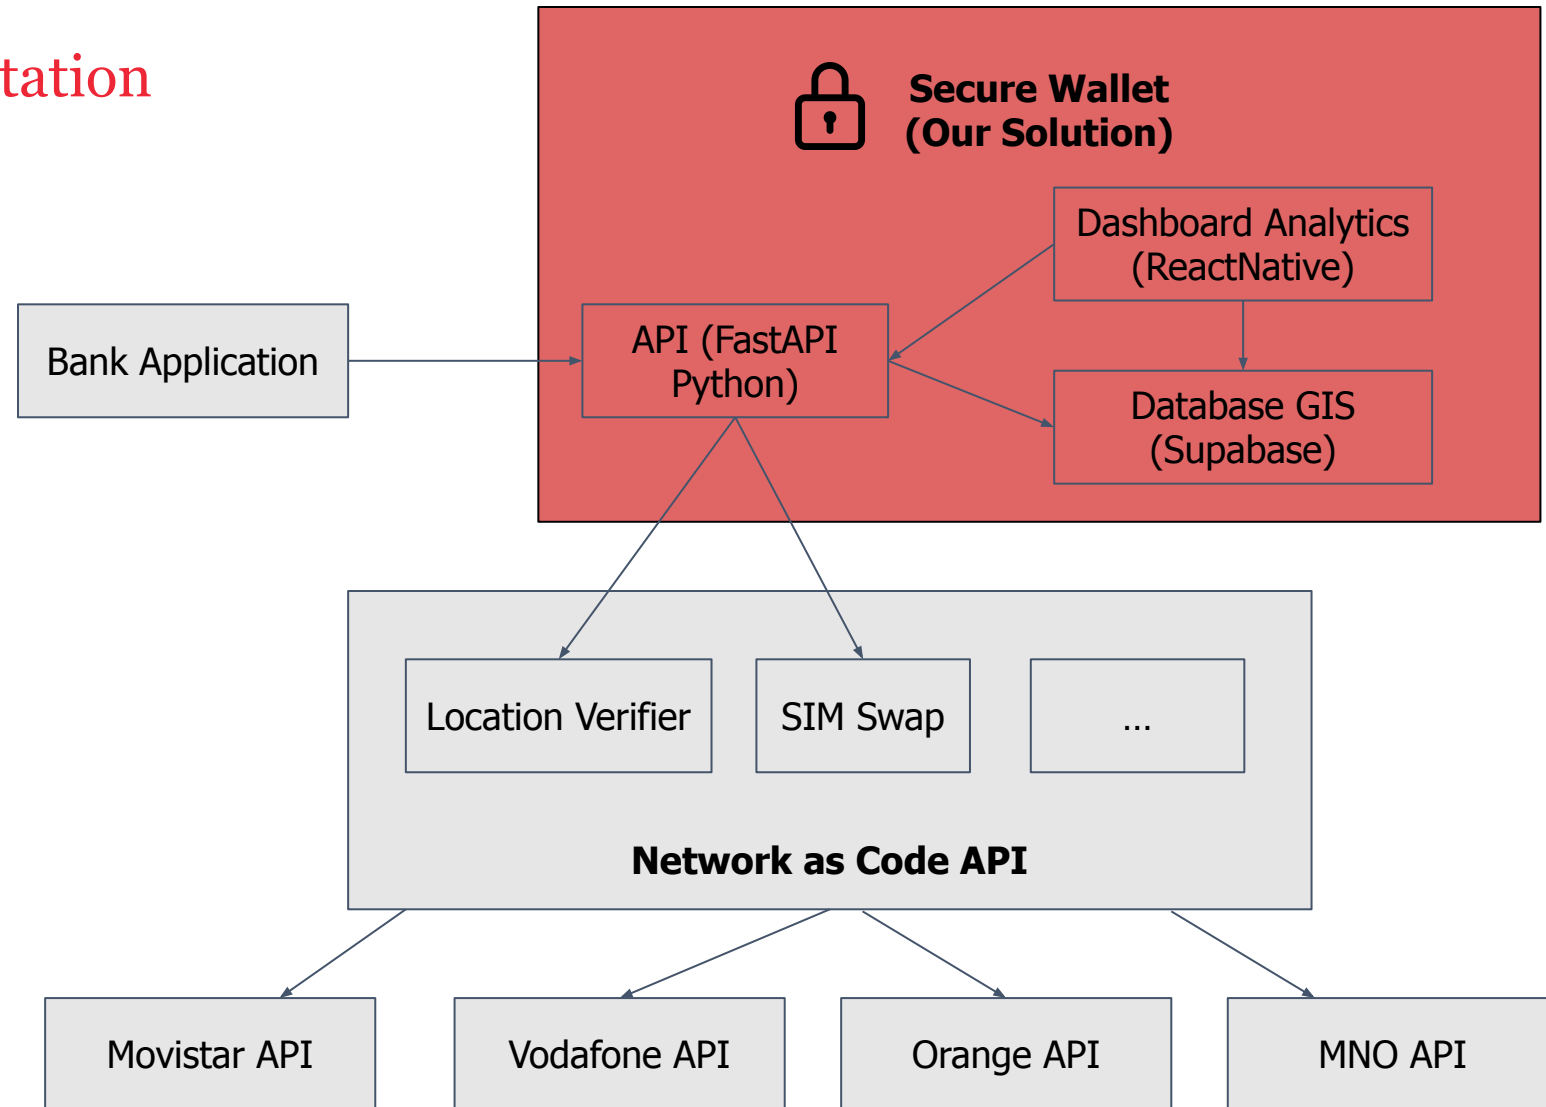 tation
Secure Wallet
(Our Solution)
Dashboard Analytics
(ReactNative)
Bank Application
API (FastAPI
Python)
Database GIS
(Supabase)
Location Verifier
SIM Swap
...
Network as Code API
Movistar API
Vodafone API
Orange API
MNO API